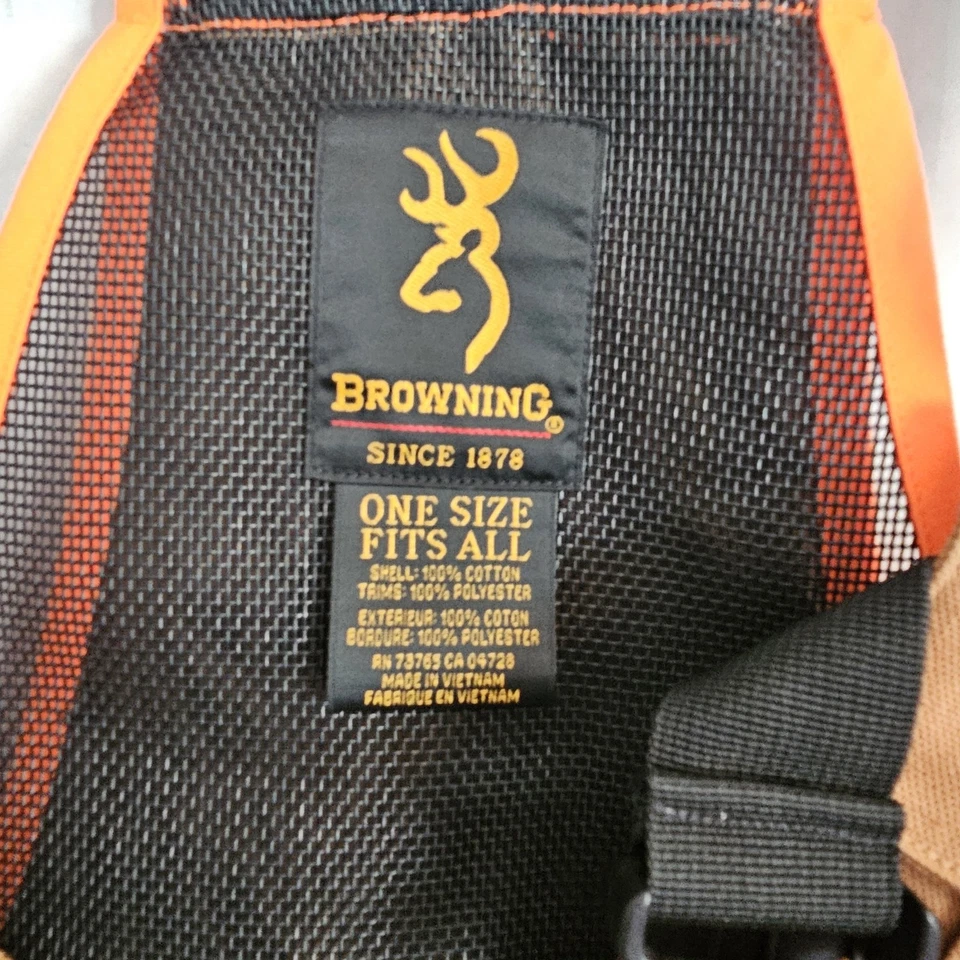 BROWNING®
SINCE 1878
ONE SIZE
FITS ALL
SHELL: 100% COTTON
TRIMS: 100% POLYESTER
EXTERIEUR: 100% COTON
BORDURE: 100% POLYESTER
RN 73765 CA 04728
MADE IN VIETNAM
FABRIQUE EN VIETNAM